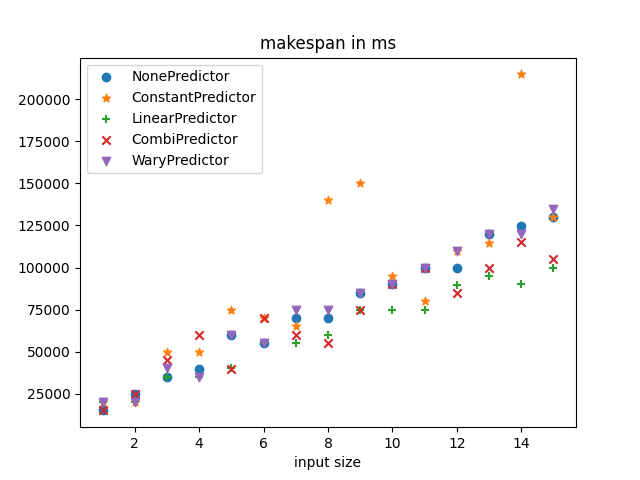 makespan in ms
NonePredictor
ConstantPredictor
LinearPredictor
CombiPredictor
WaryPredictor
200000
175000
150000
125000
100000
75000
50000
25000
2 4 6 8 10 12 14
input size